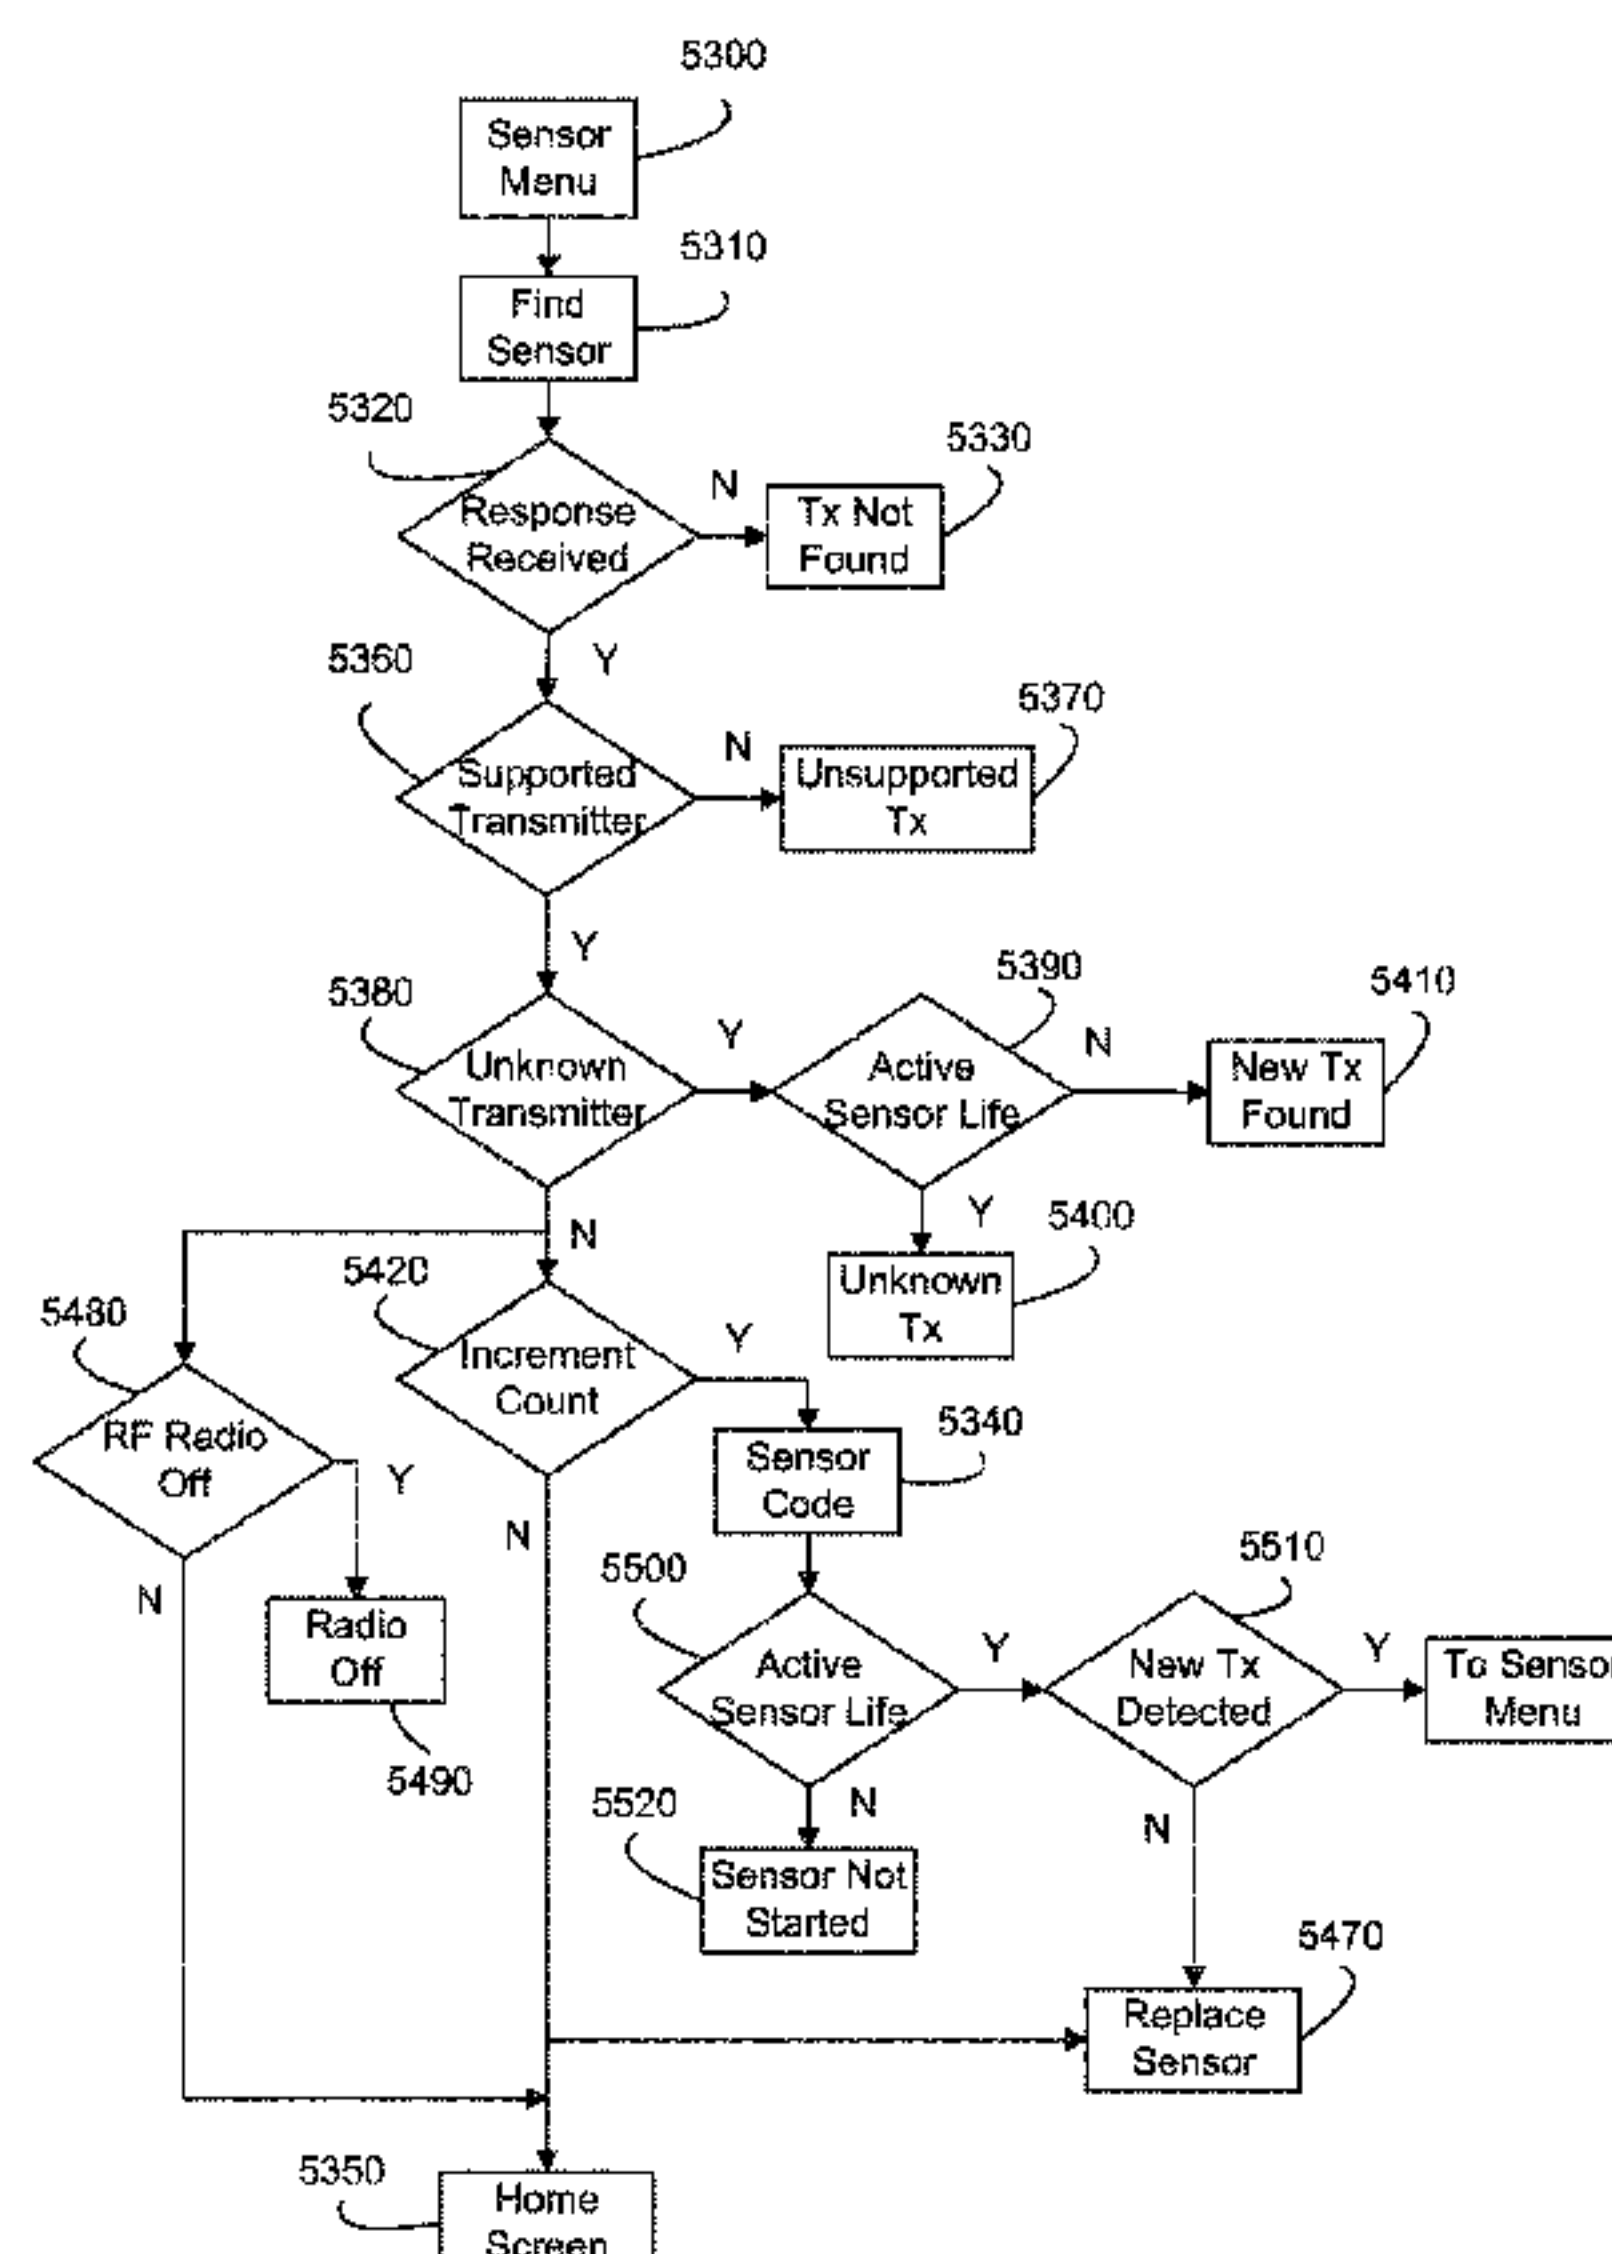 5300
Sensor
Menu
5310
Find
Sensor
5320
Response
Received
N
5330
Tx Not
Found
Y
5360
Supported
Transmitter
N
5370
Unsupported
Tx
Y
5380
Unknown
Transmitter
Y
5390
Active
Sensor Life
N
5410
New Tx
Found
Y
5400
Unknown
Tx
N
5420
Increment
Count
Y
5480
RF Radio
Off
Y
N
5340
Sensor
Code
N
Radio
Off
5490
5500
Active
Sensor Life
Y
5510
New Tx
Detected
Y
To Sensor
Menu
N
5520
Sensor Not
Started
N
5470
Replace
Sensor
5350
Home
Screen